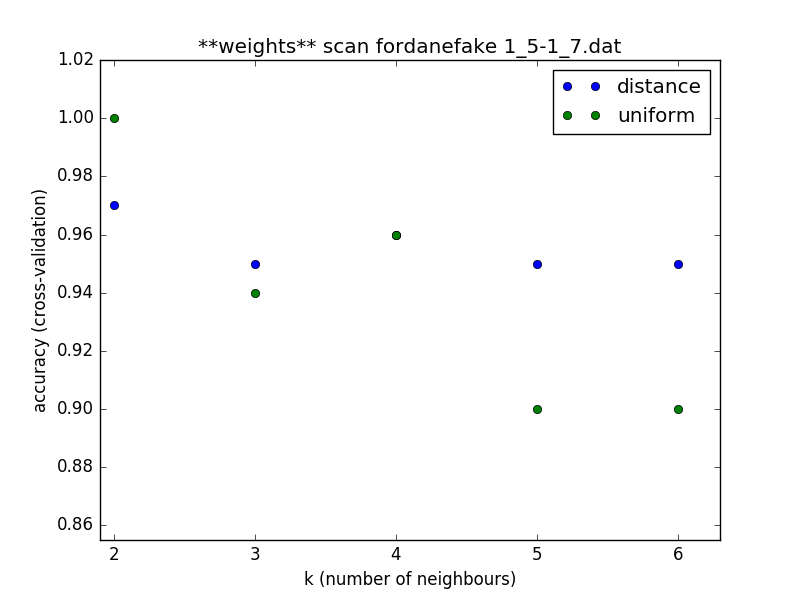 **weights** scan fordanefake 1_5-1_7.dat
1.02
1.00
0.98
0.96
0.94
0.92
0.90
0.88
0.86
accuracy (cross-validation)
distance
uniform
2 3 4 5 6
k (number of neighbours)